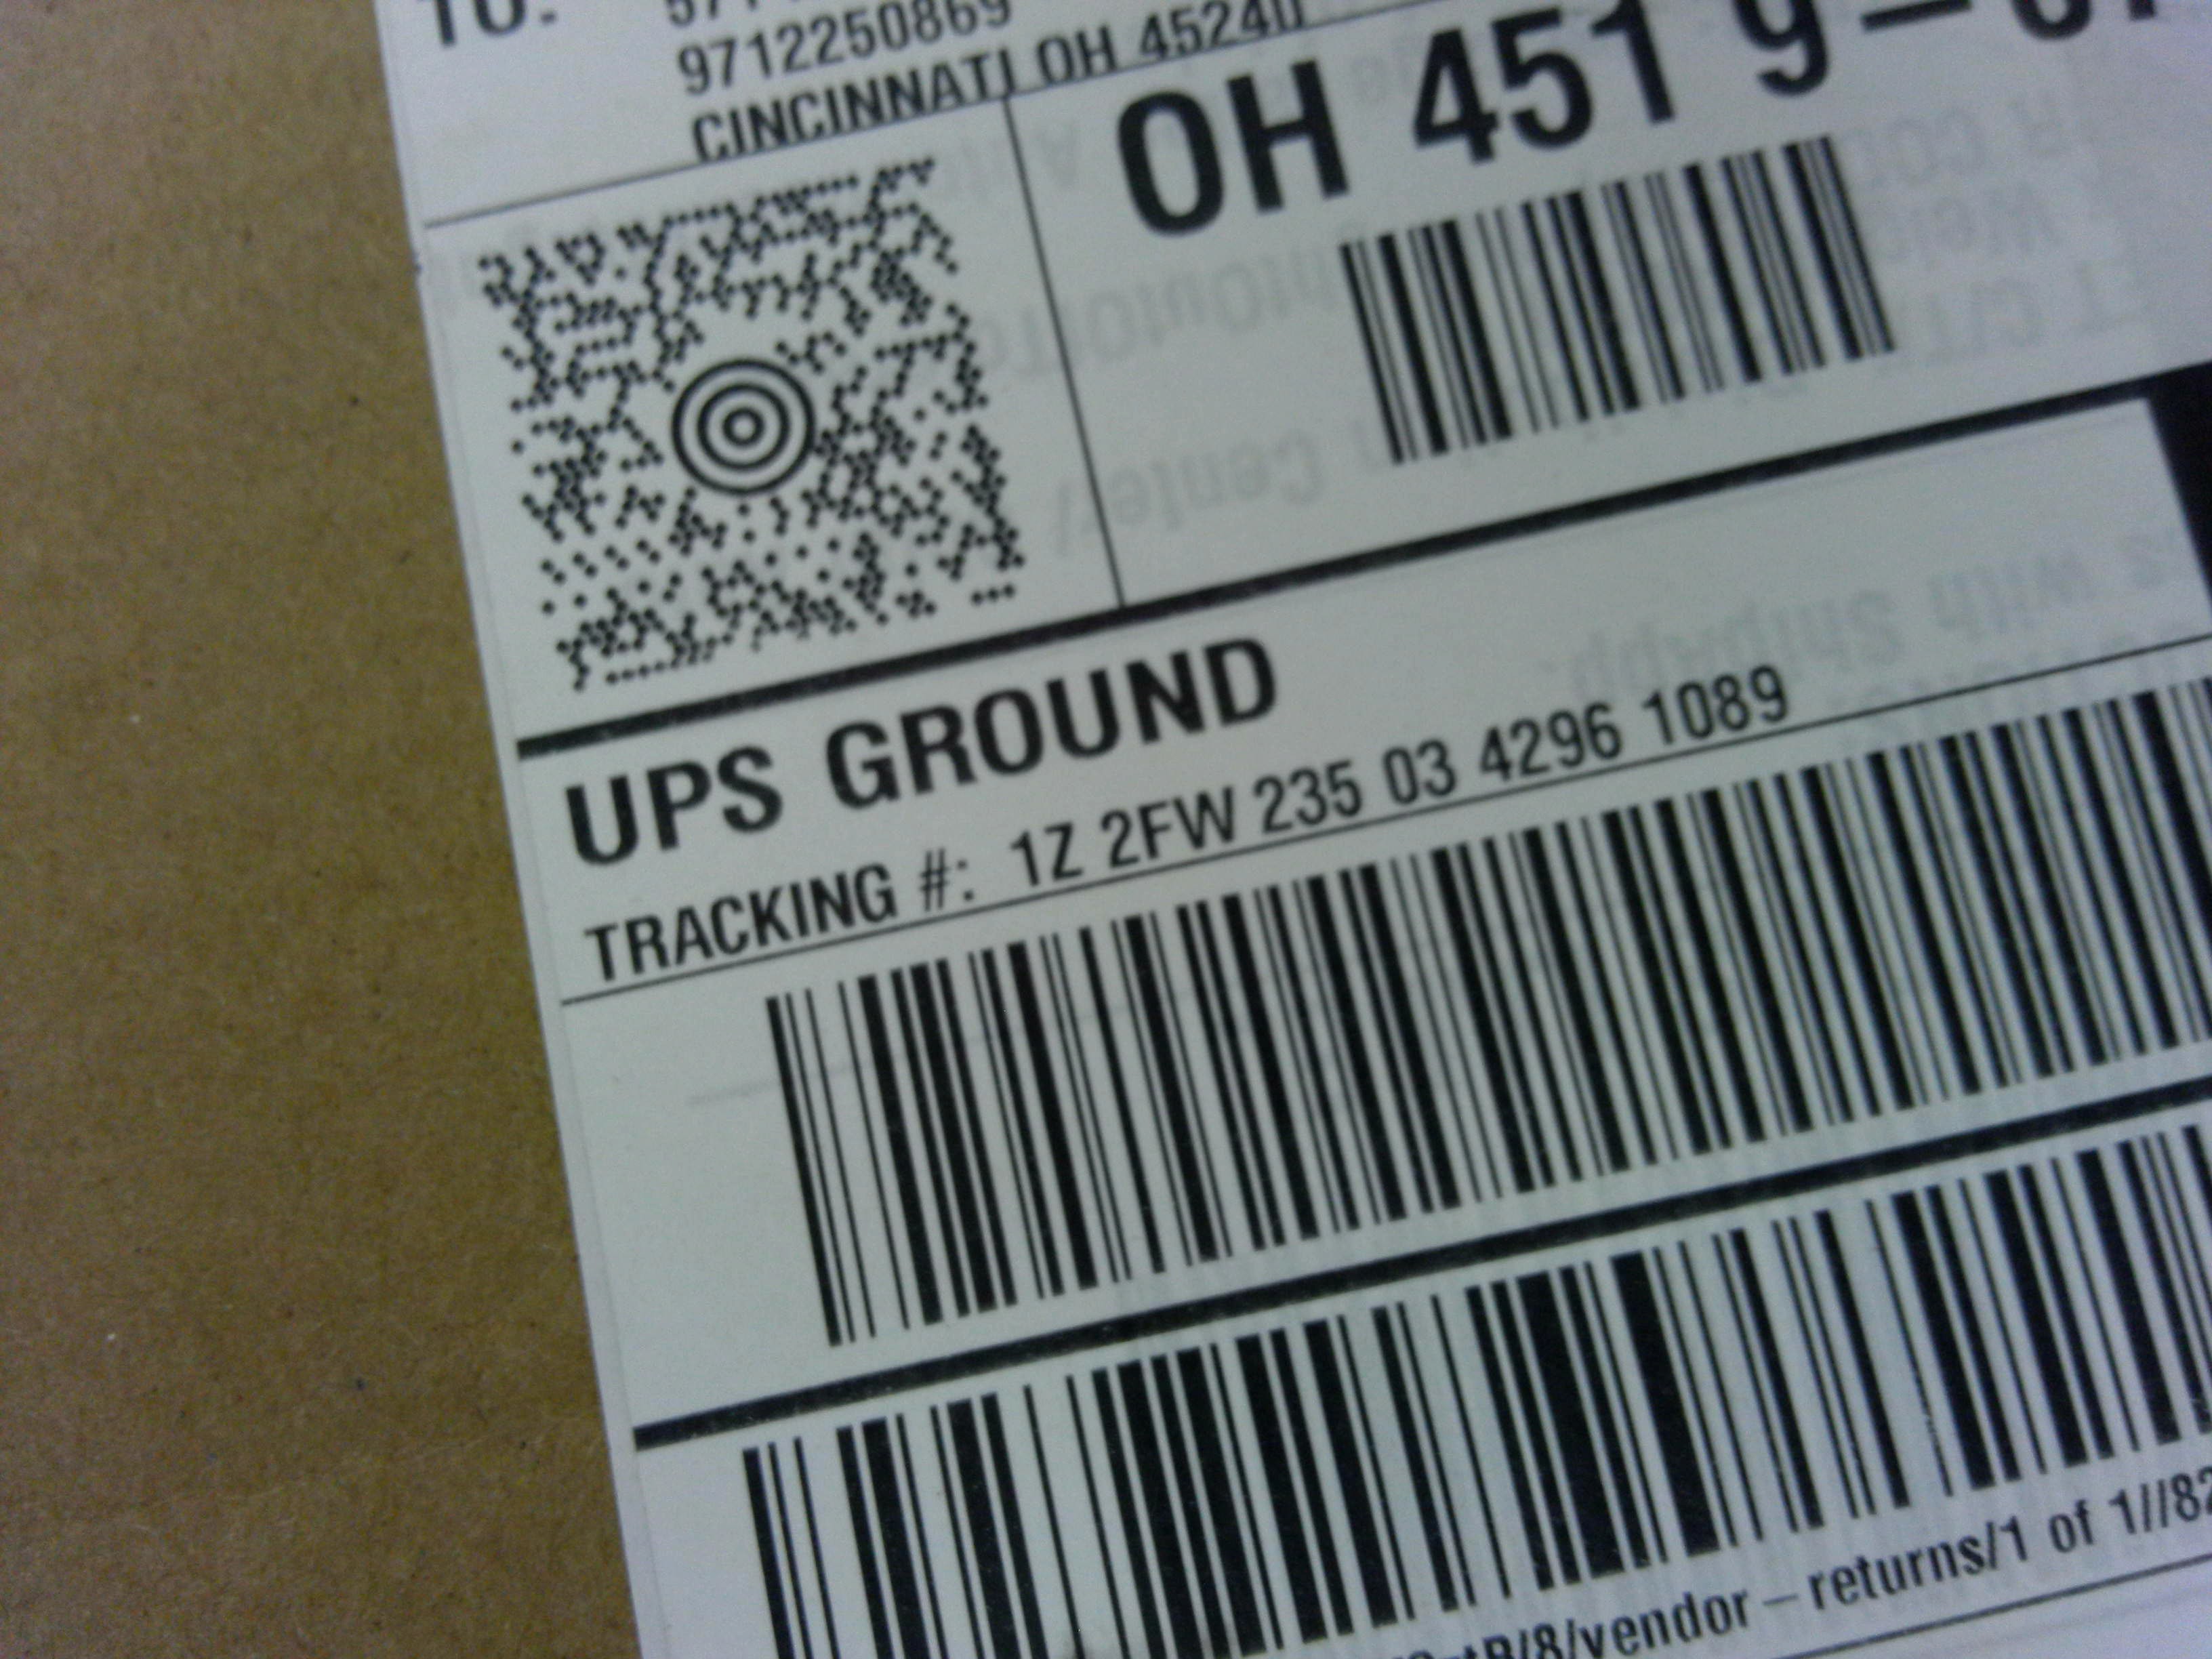 TO:
9712250869
CINCINNATI OH 45240
OH 451 9
UPS GROUND
TRACKING #: 1Z 2FW 235 03 4296 1089
/8/vendor-returns/1 of 1//82